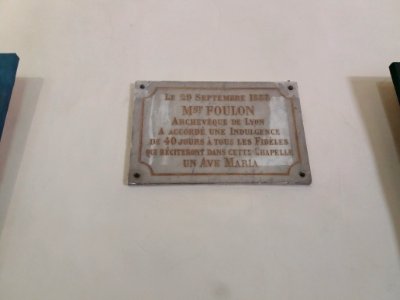 LE 29 SEPTEMBRE 1888
MGR FOULON
ARCHEVÊQUE DE LYON
A ACCORDÉ UNE INDULGENCE
DE 40 JOURS À TOUS LES FIDÈLES
QUI RÉCITERONT DANS CETTE CHAPELLE
UN AVE MARIA